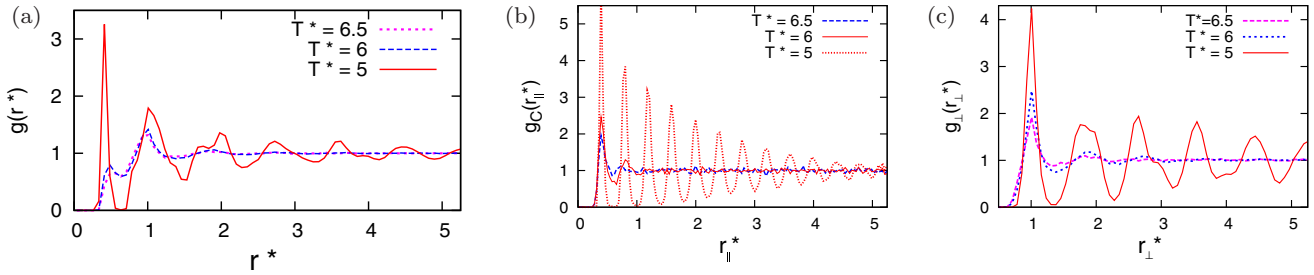 (a)
g(r*)
3
2
1
0
T* = 6.5
T* = 6
T* = 5
0 1 2 3 4 5
r*
(b)
g_C(r_∥^*)
5
4
3
2
1
0
T* = 6.5
T* = 6
T* = 5
0 1 2 3 4 5
r_∥^*
(c)
g_⊥(r_⊥^*)
4
3
2
1
0
T*=6.5
T* = 6
T* = 5
1 2 3 4 5
r_⊥^*